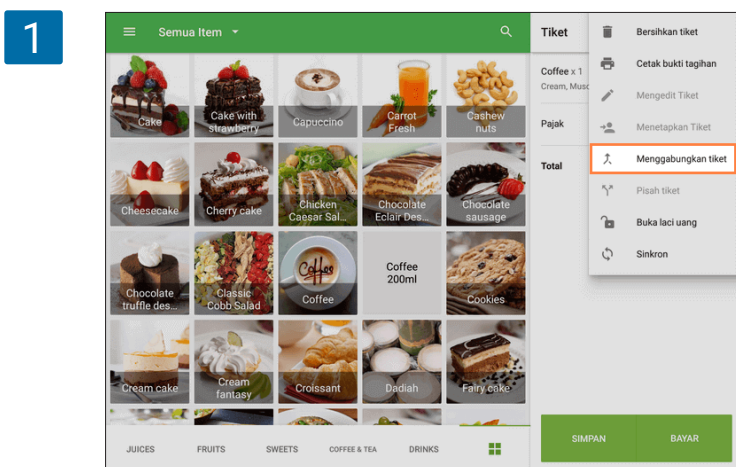 1
Semua Item
Tiket
Bersihkan tiket
Cetak bukti tagihan
Mengedit Tiket
Menetapkan Tiket
Menggabungkan tiket
Pisah tiket
Buka laci uang
Sinkron
Coffee x 1
Cream, Musc
Pajak
Total
Cake
Cake with
strawberry
Capuccino
Carrot
Fresh
Cashew
nuts
Cheesecake
Cherry cake
Chicken
Caesar Sal...
Chocolate
Eclair Des...
Chocolate
sausage
Chocolate
truffle des...
Classic
Cobb Salad
Coffee
Coffee
Coffee
200ml
Cookies
Cream cake
Cream
fantasy
Croissant
Dadiah
Fairy cake
JUICES
FRUITS
SWEETS
COFFEE & TEA
DRINKS
SIMPAN
BAYAR